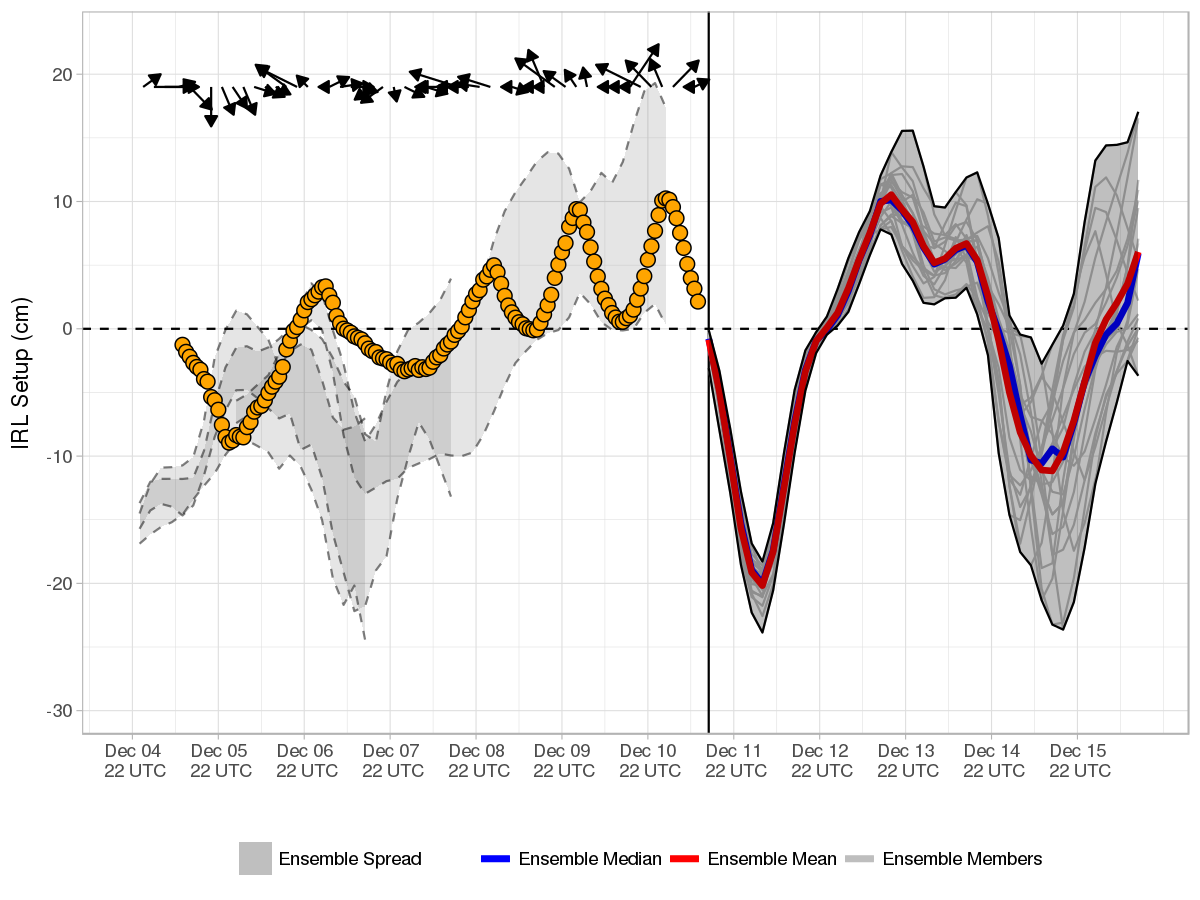 IRL Setup (cm)
20
10
0
-10
-20
-30
Dec 04 Dec 05 Dec 06 Dec 07 Dec 08 Dec 09 Dec 10 Dec 11 Dec 12 Dec 13 Dec 14 Dec 15
22 UTC 22 UTC 22 UTC 22 UTC 22 UTC 22 UTC 22 UTC 22 UTC 22 UTC 22 UTC 22 UTC 22 UTC
Ensemble Spread Ensemble Median Ensemble Mean Ensemble Members